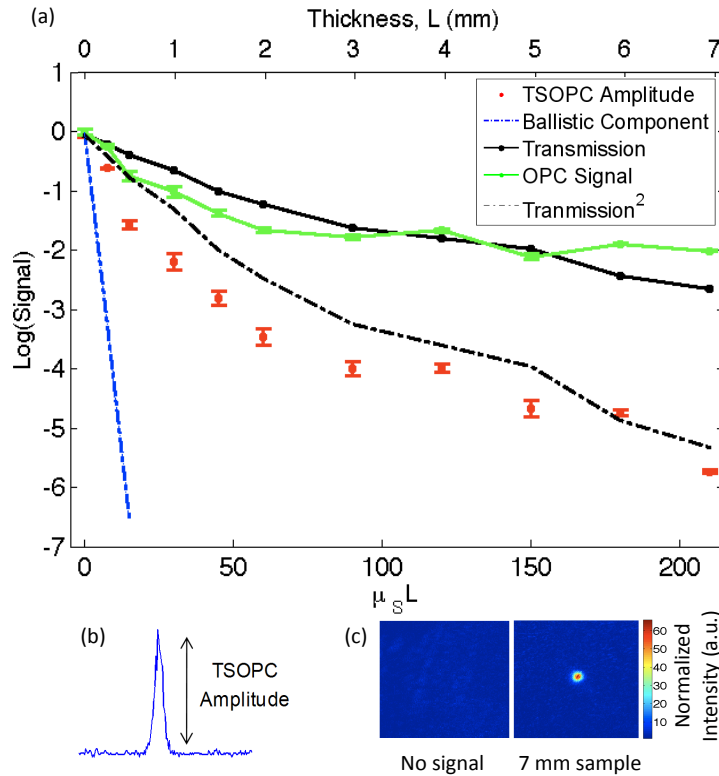 (a)
Thickness, L (mm)
0 1 2 3 4 5 6 7
1
0
-1
-2
-3
-4
-5
-6
-7
Log(Signal)
TSOPC Amplitude
Ballistic Component
Transmission
OPC Signal
Tranmission²
0 50 100 150 200
μ_S L
(b)
TSOPC
Amplitude
(c)
No signal
7 mm sample
60
50
40
30
20
10
Normalized
Intensity (a.u.)